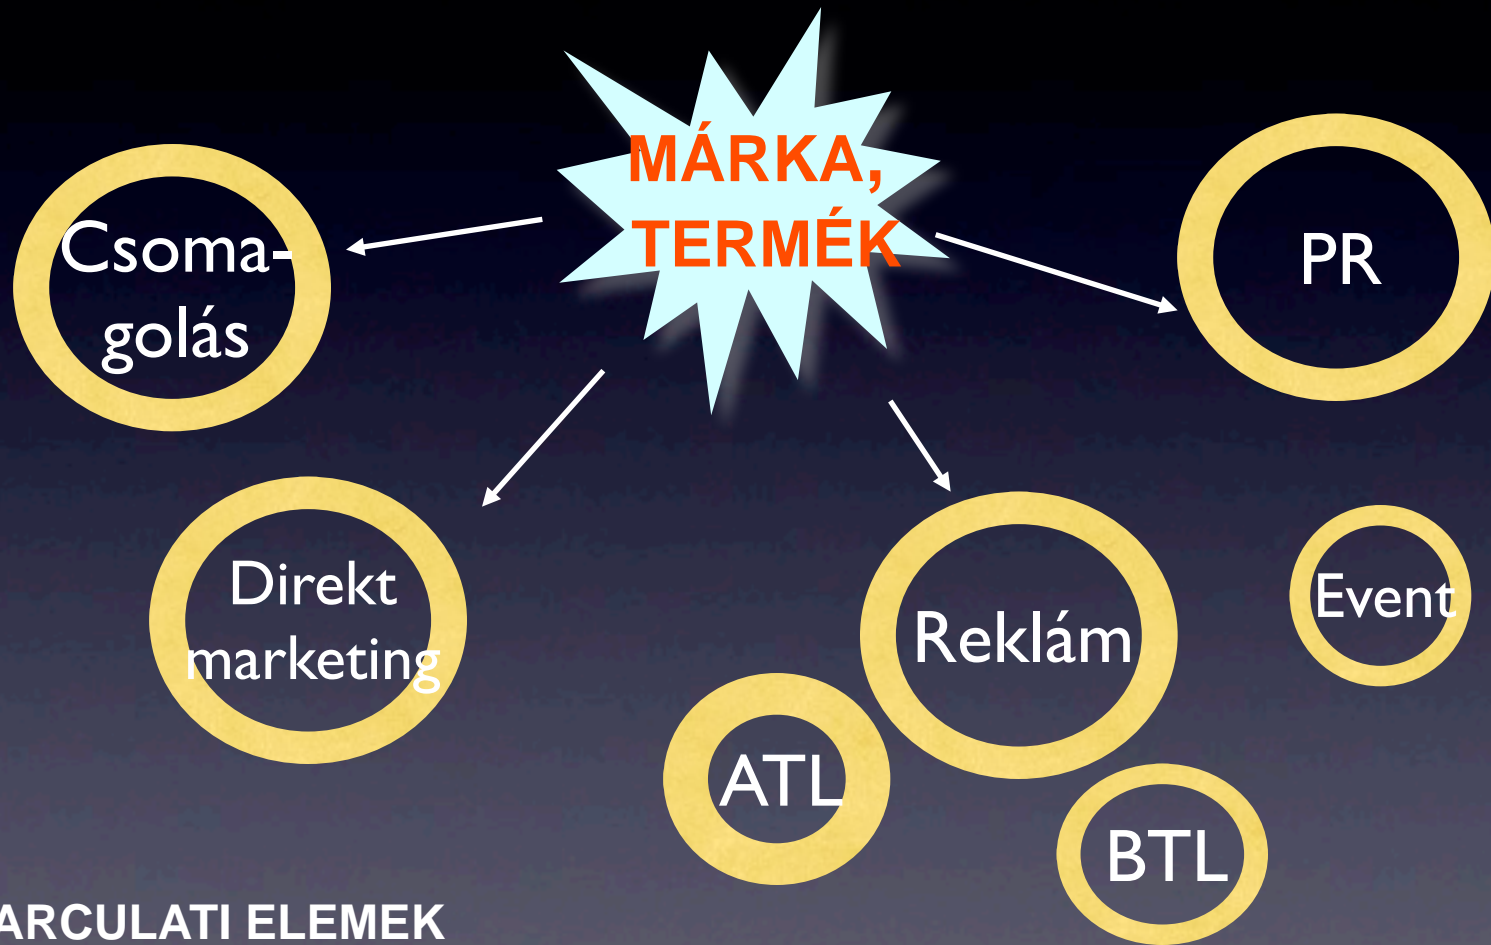 MÁRKA,
TERMÉK
Csoma-
golás
PR
Direkt
marketing
Reklám
Event
ATL
BTL
ARCULATI ELEMEK